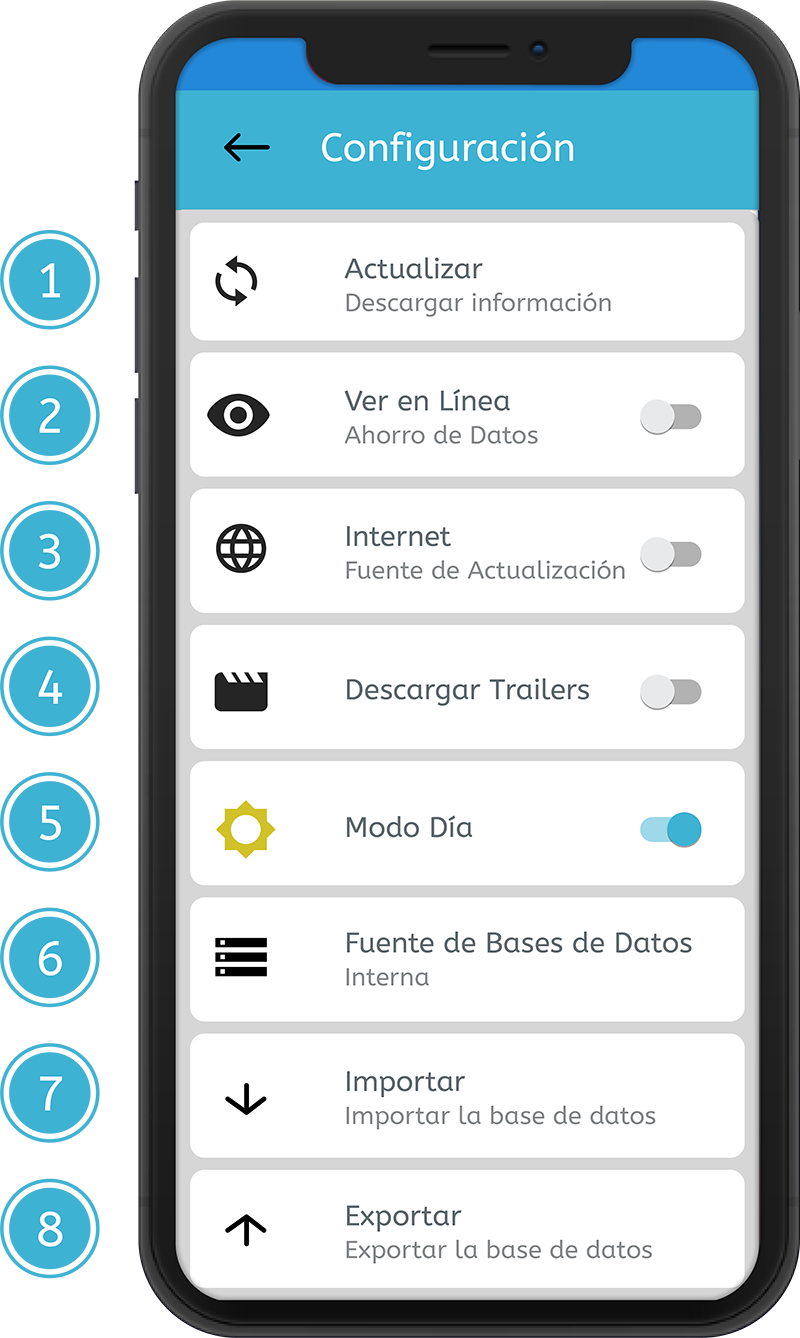 Configuración
1
Actualizar
Descargar información
2
Ver en Línea
Ahorro de Datos
3
Internet
Fuente de Actualización
4
Descargar Trailers
5
Modo Día
6
Fuente de Bases de Datos
Interna
7
Importar
Importar la base de datos
8
Exportar
Exportar la base de datos